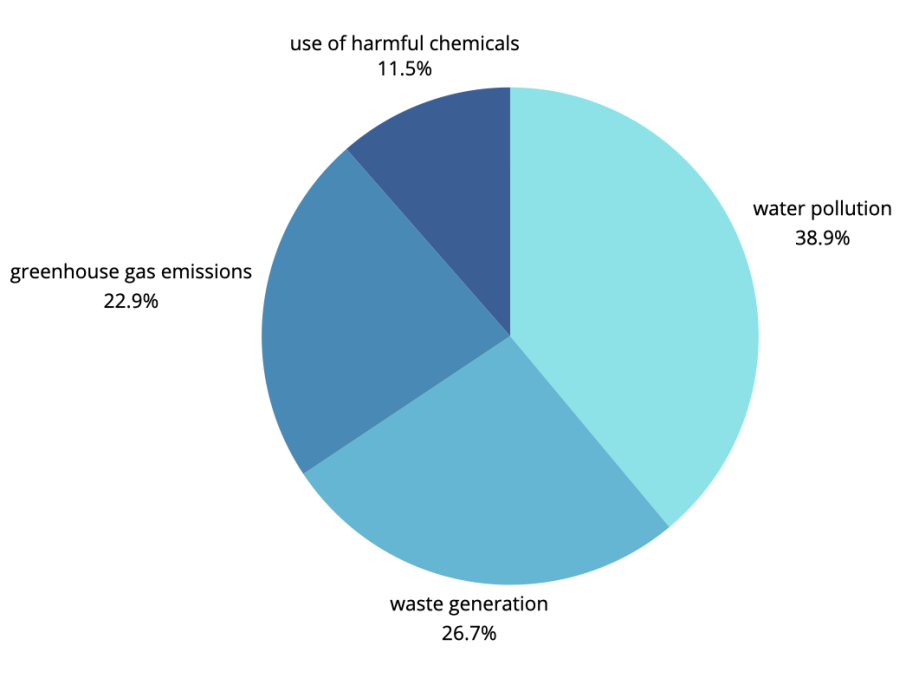 use of harmful chemicals
11.5%
water pollution
38.9%
greenhouse gas emissions
22.9%
waste generation
26.7%